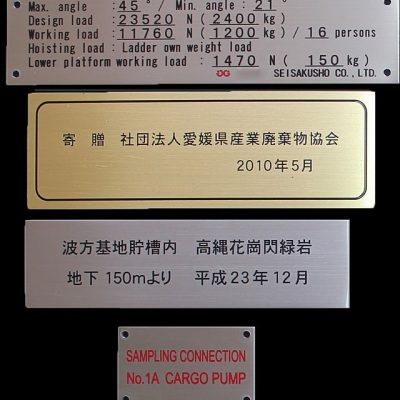 Max. angle : 45° / Min. angle : 21°
Design load : 23520 N ( 2400 kg )
Working load : 11760 N ( 1200 kg ) / 16 persons
Hoisting load : Ladder own weight load
Lower platform working load : 1470 N ( 150 kg )
SEISAKUSHO CO., LTD.
寄贈 社団法人愛媛県産業廃棄物協会
2010年5月
波方基地貯槽内 高縄花崗閃緑岩
地下150mより 平成23年12月
SAMPLING CONNECTION
No.1A CARGO PUMP